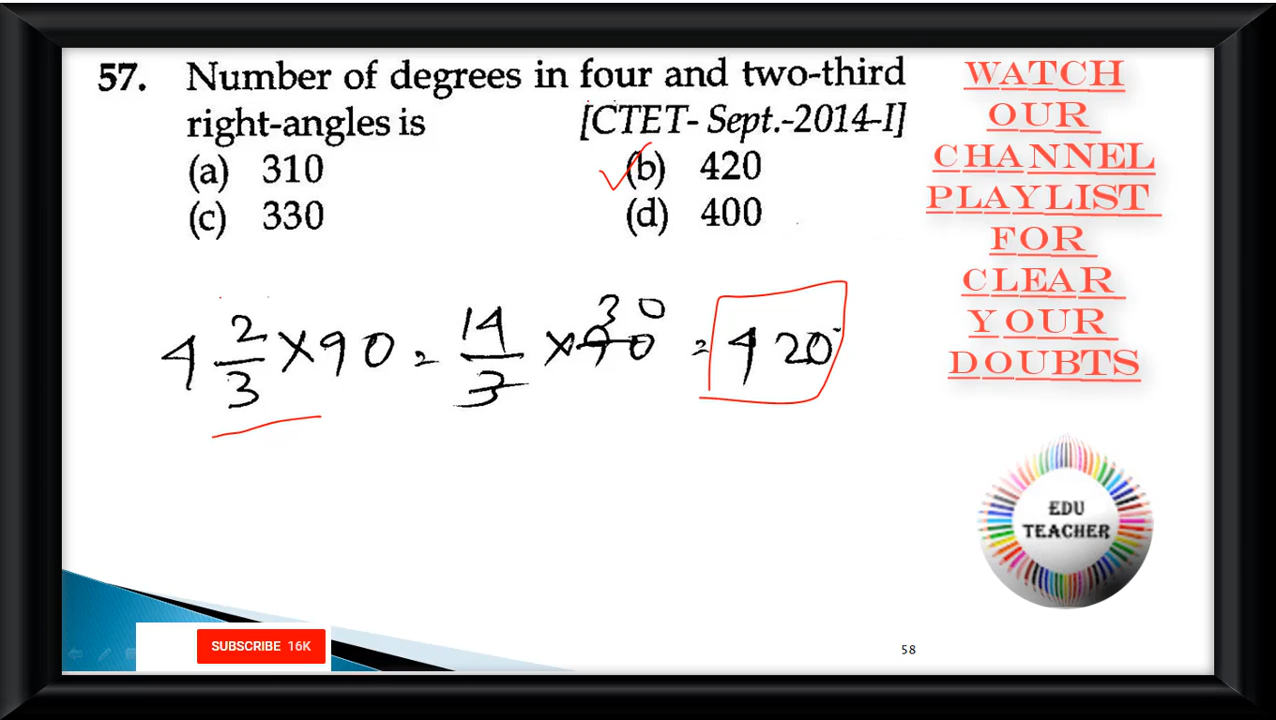 57. Number of degrees in four and two-third
right-angles is [CTET- Sept.-2014-I]
(a) 310 (b) 420
(c) 330 (d) 400
4 2/3 × 90 = 14/3 × 90 30 = 420°
WATCH
OUR
CHANNEL
PLAYLIST
FOR
CLEAR
YOUR
DOUBTS
EDU
TEACHER
SUBSCRIBE 16K
58